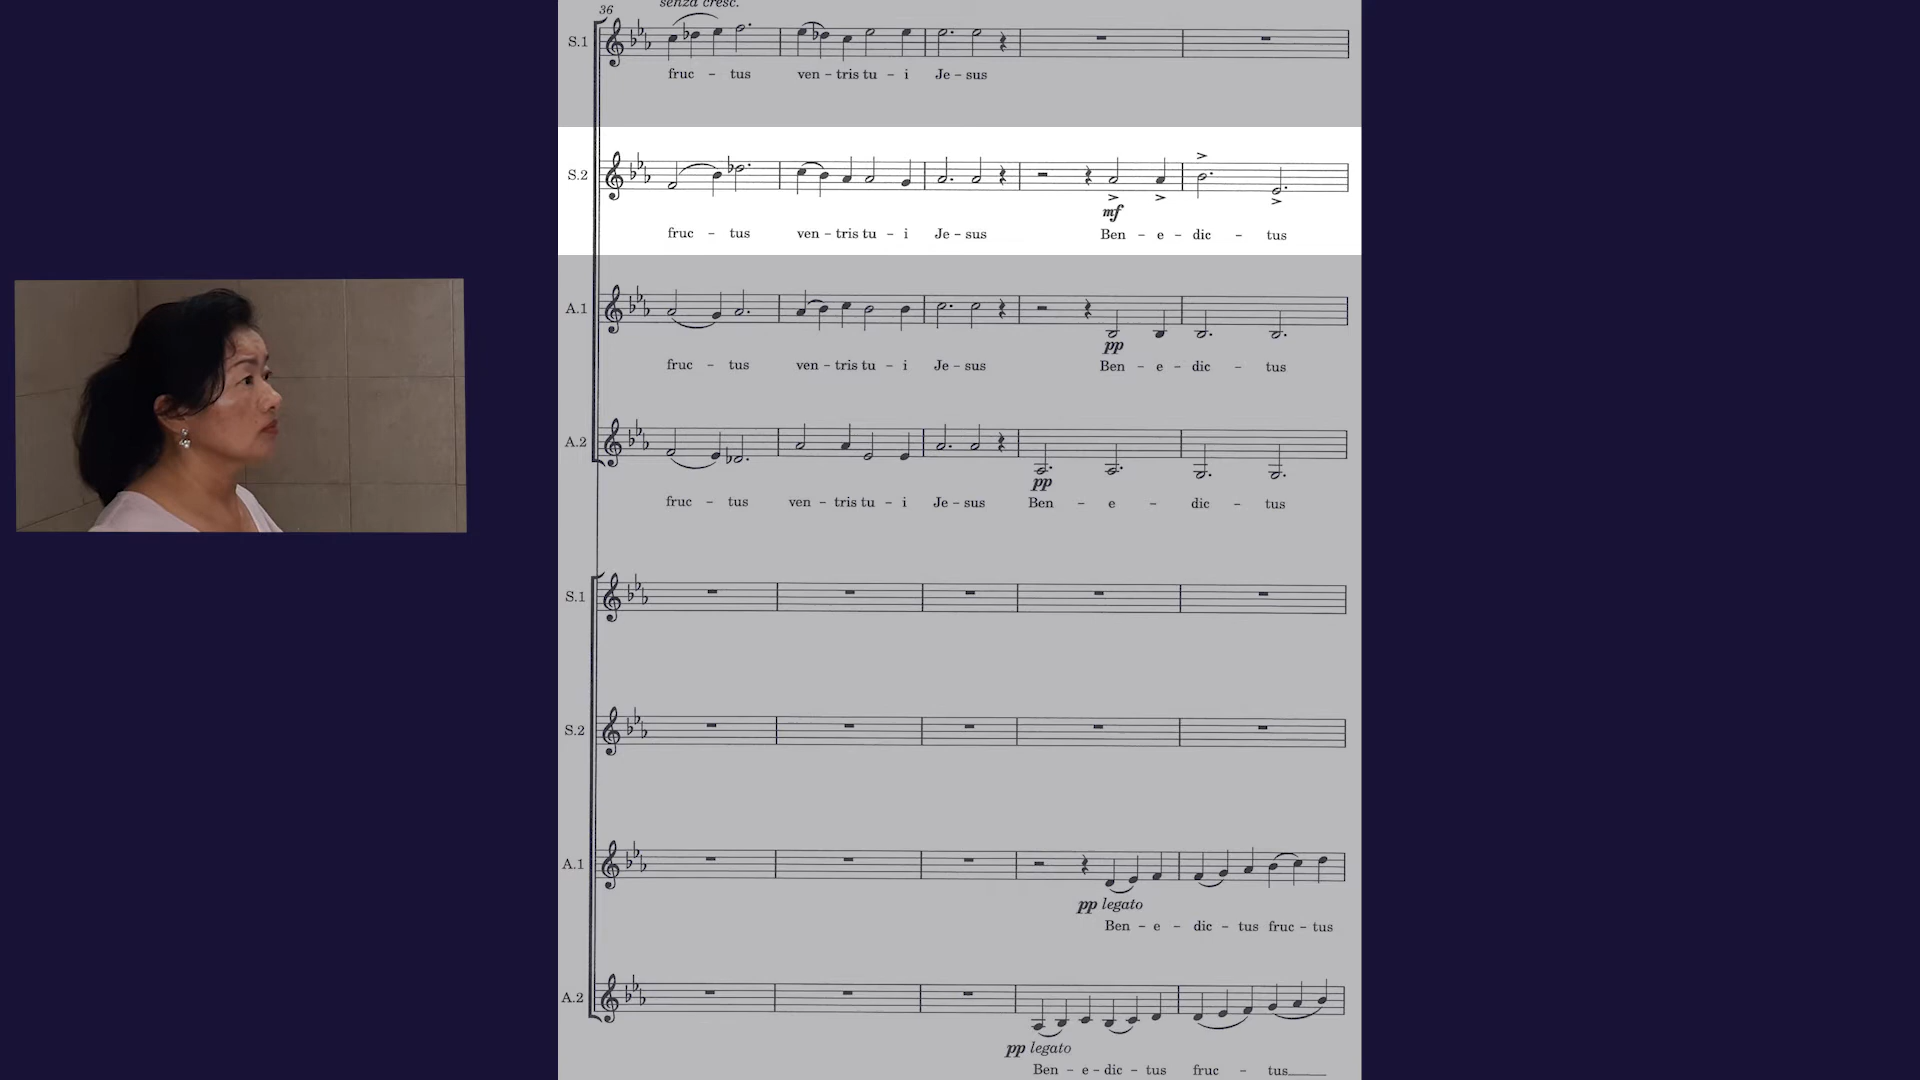 senza cresc.
36
S.1
fruc - tus ven - tris tu - i Je - sus
S.2
mf
fruc - tus ven - tris tu - i Je - sus Ben - e - dic - tus
A.1
pp
fruc - tus ven - tris tu - i Je - sus Ben - e - dic - tus
A.2
pp
fruc - tus ven - tris tu - i Je - sus Ben - e - dic - tus
S.1
S.2
A.1
pp legato
Ben - e - dic - tus fruc - tus
A.2
pp legato
Ben - e - dic - tus fruc - tus